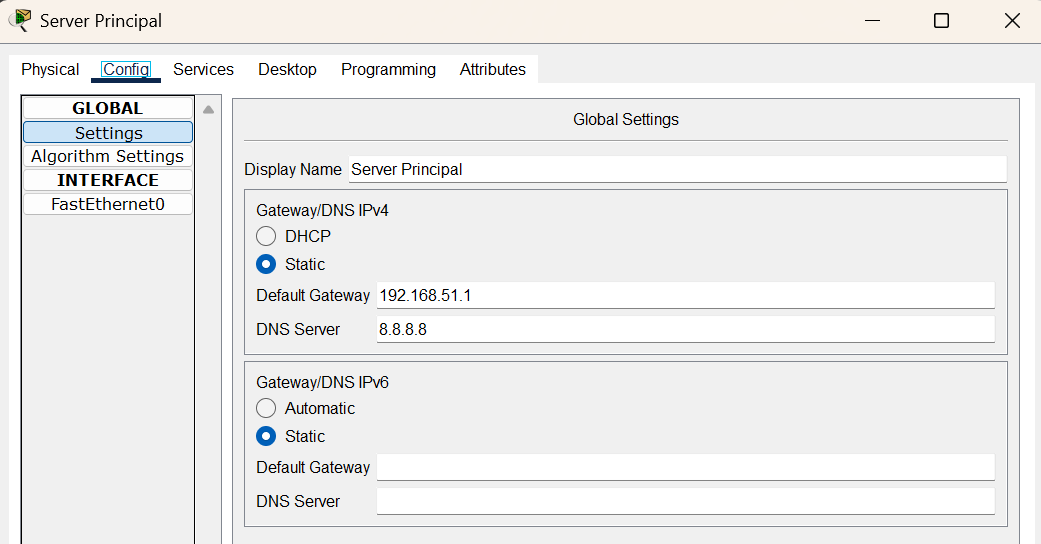 Server Principal
Physical Config Services Desktop Programming Attributes
GLOBAL
Settings
Algorithm Settings
INTERFACE
FastEthernet0
Global Settings
Display Name Server Principal
Gateway/DNS IPv4
DHCP
Static
Default Gateway 192.168.51.1
DNS Server 8.8.8.8
Gateway/DNS IPv6
Automatic
Static
Default Gateway
DNS Server